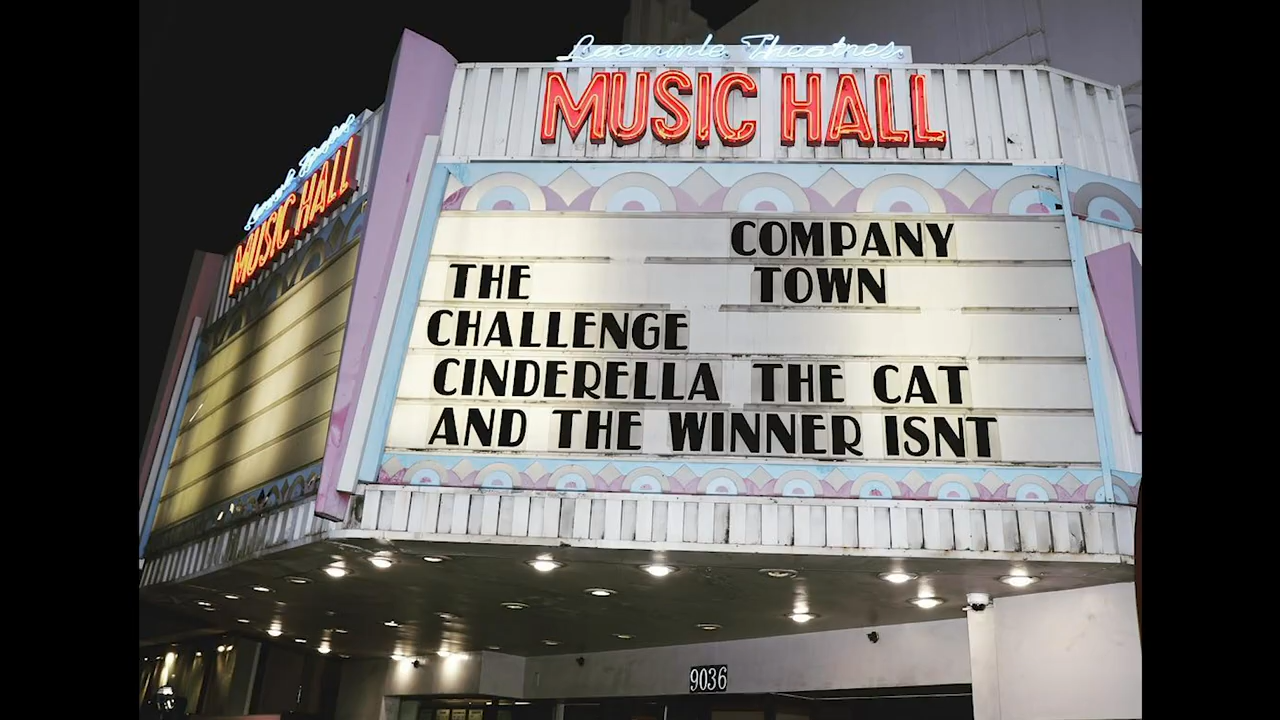 Laemmle Theatres
MUSIC HALL
MUSIC HALL
COMPANY
THE TOWN
CHALLENGE
CINDERELLA THE CAT
AND THE WINNER ISNT
9036